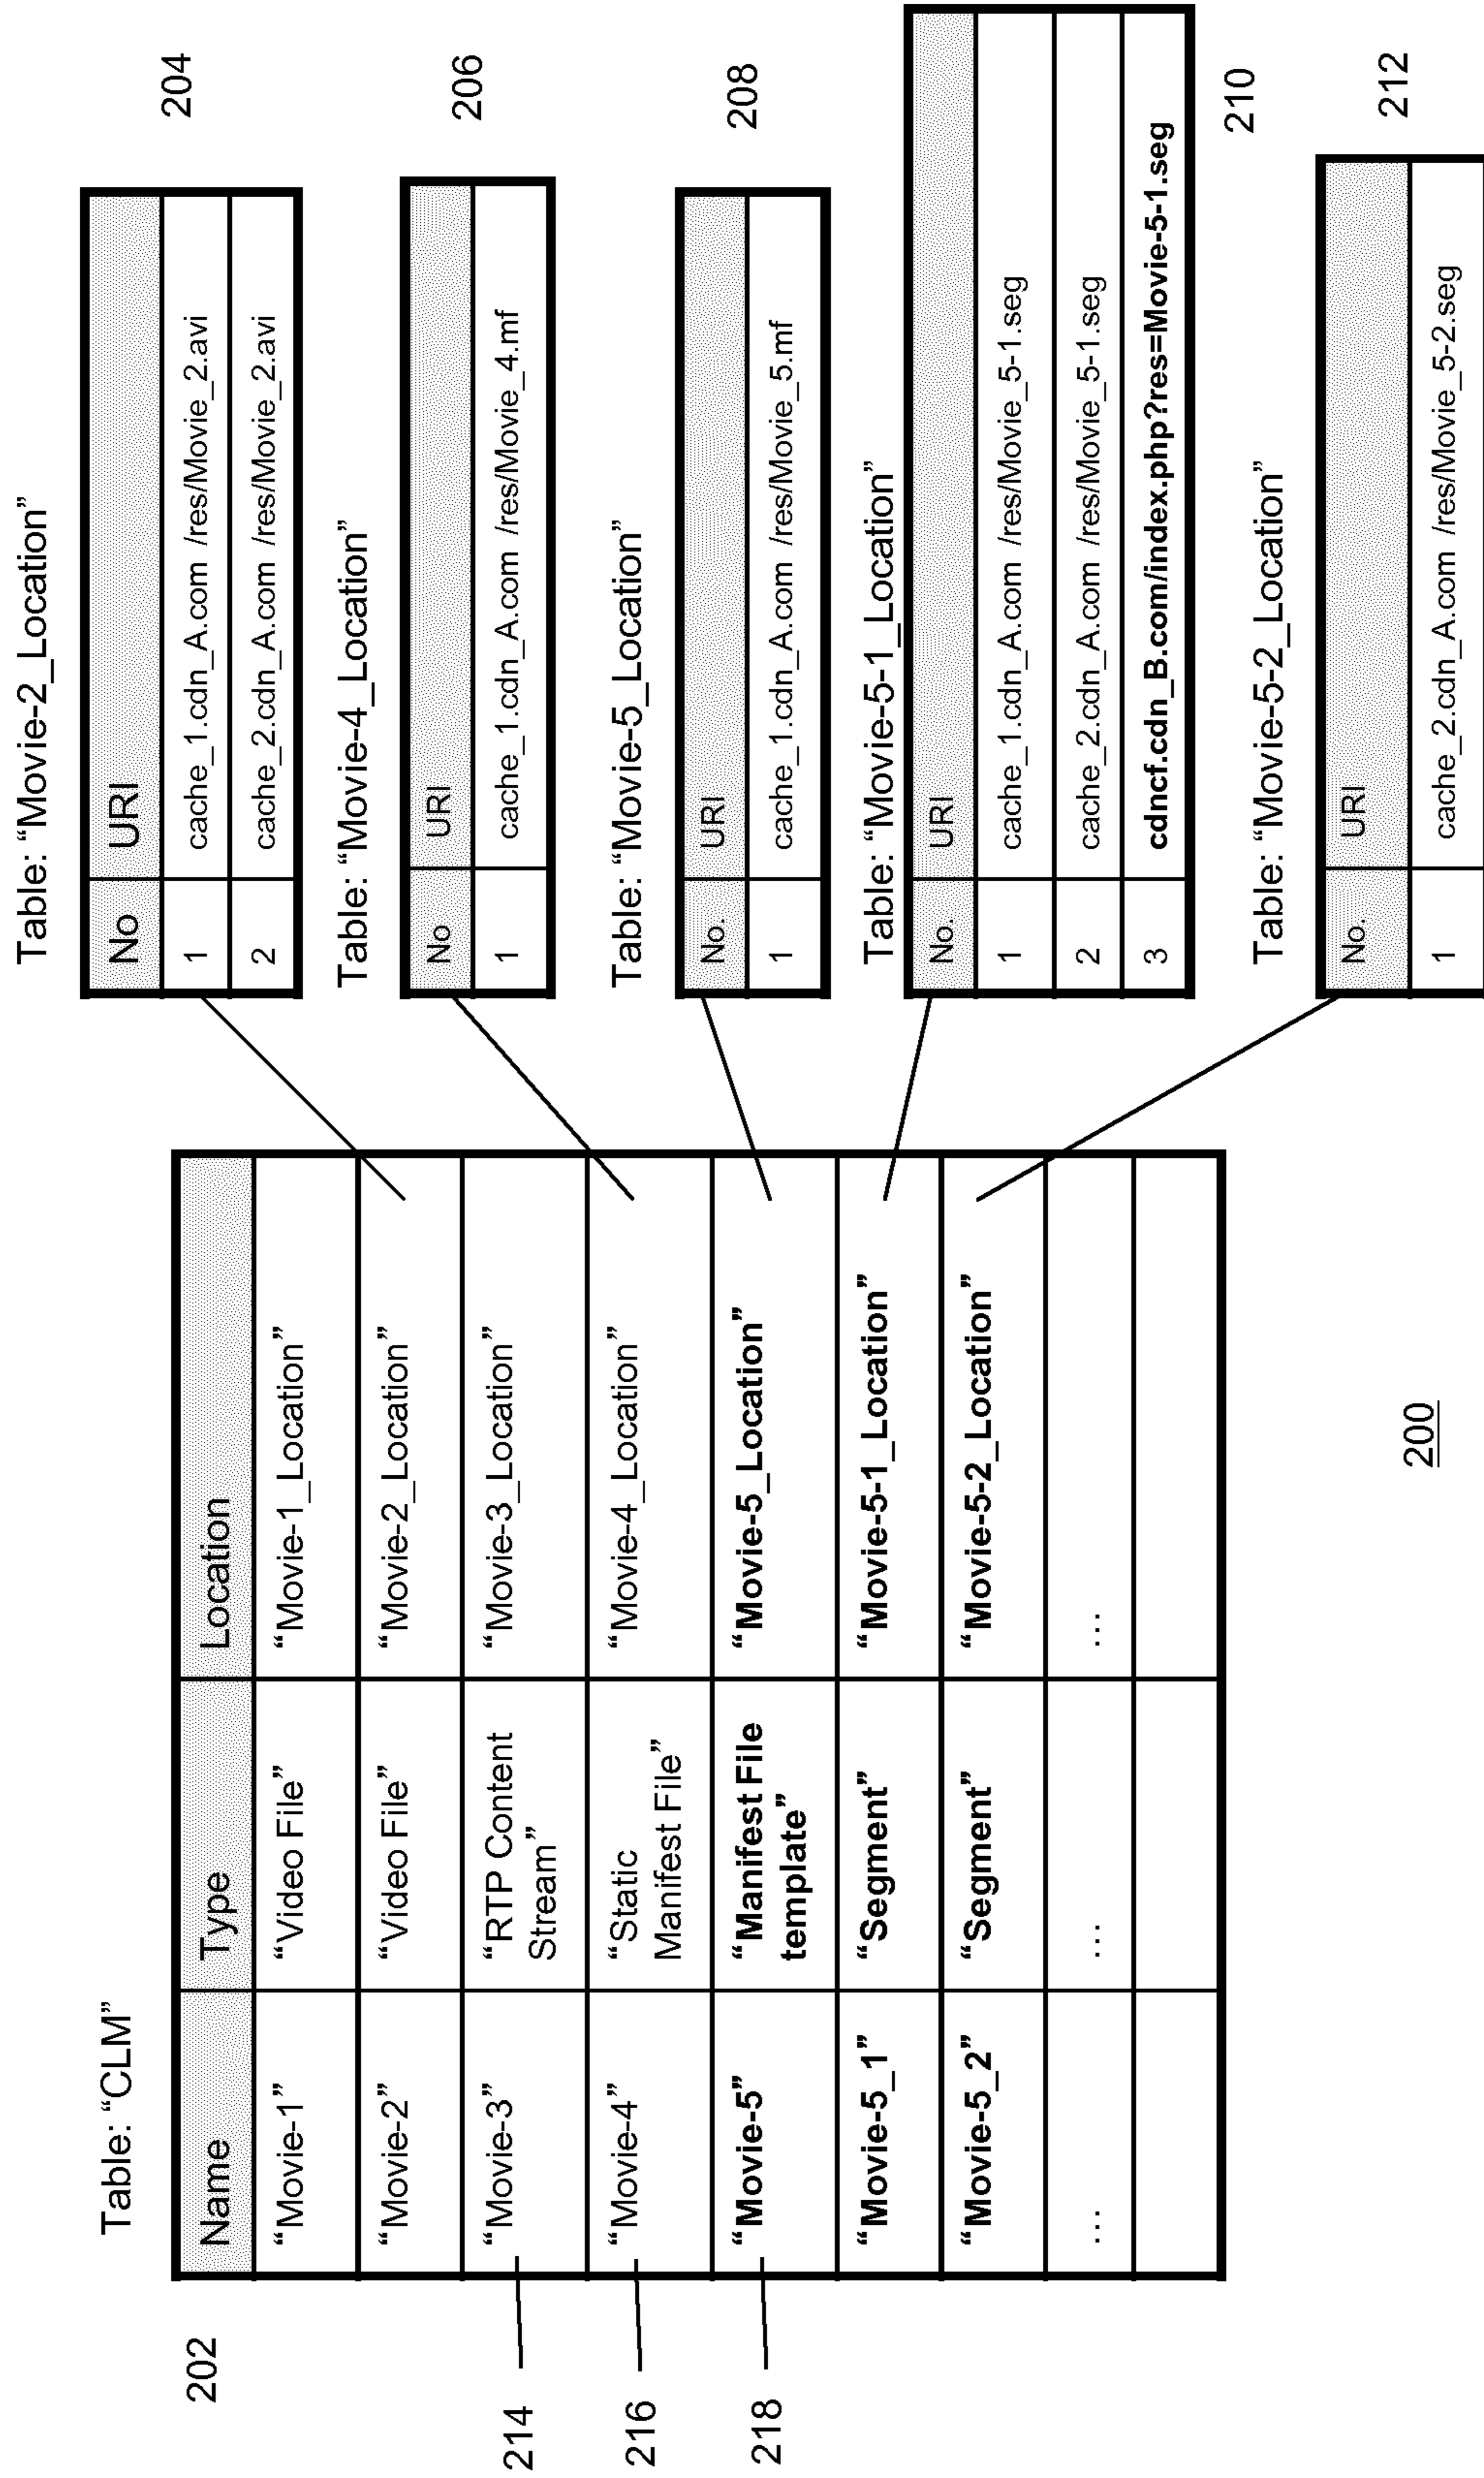 Table: “CLM”
202
Name Type Location
“Movie-1” “Video File” “Movie-1_Location”
“Movie-2” “Video File” “Movie-2_Location”
“Movie-3” “RTP Content “Movie-3_Location”
Stream”
“Movie-4” “Static “Movie-4_Location”
Manifest File”
“Movie-5” “Manifest File “Movie-5_Location”
template”
“Movie-5_1” “Segment” “Movie-5-1_Location”
“Movie-5_2” “Segment” “Movie-5-2_Location”
... ... ...
214
216
218
Table: “Movie-2_Location”
No URI
1 cache_1.cdn_A.com /res/Movie_2.avi
2 cache_2.cdn_A.com /res/Movie_2.avi
204
Table: “Movie-4_Location”
No URI
1 cache_1.cdn_A.com /res/Movie_4.mf
206
Table: “Movie-5_Location”
No. URI
1 cache_1.cdn_A.com /res/Movie_5.mf
208
Table: “Movie-5-1_Location”
No. URI
1 cache_1.cdn_A.com /res/Movie_5-1.seg
2 cache_2.cdn_A.com /res/Movie_5-1.seg
3 cdncf.cdn_B.com/index.php?res=Movie-5-1.seg
210
Table: “Movie-5-2_Location”
No. URI
1 cache_2.cdn_A.com /res/Movie_5-2.seg
212
200